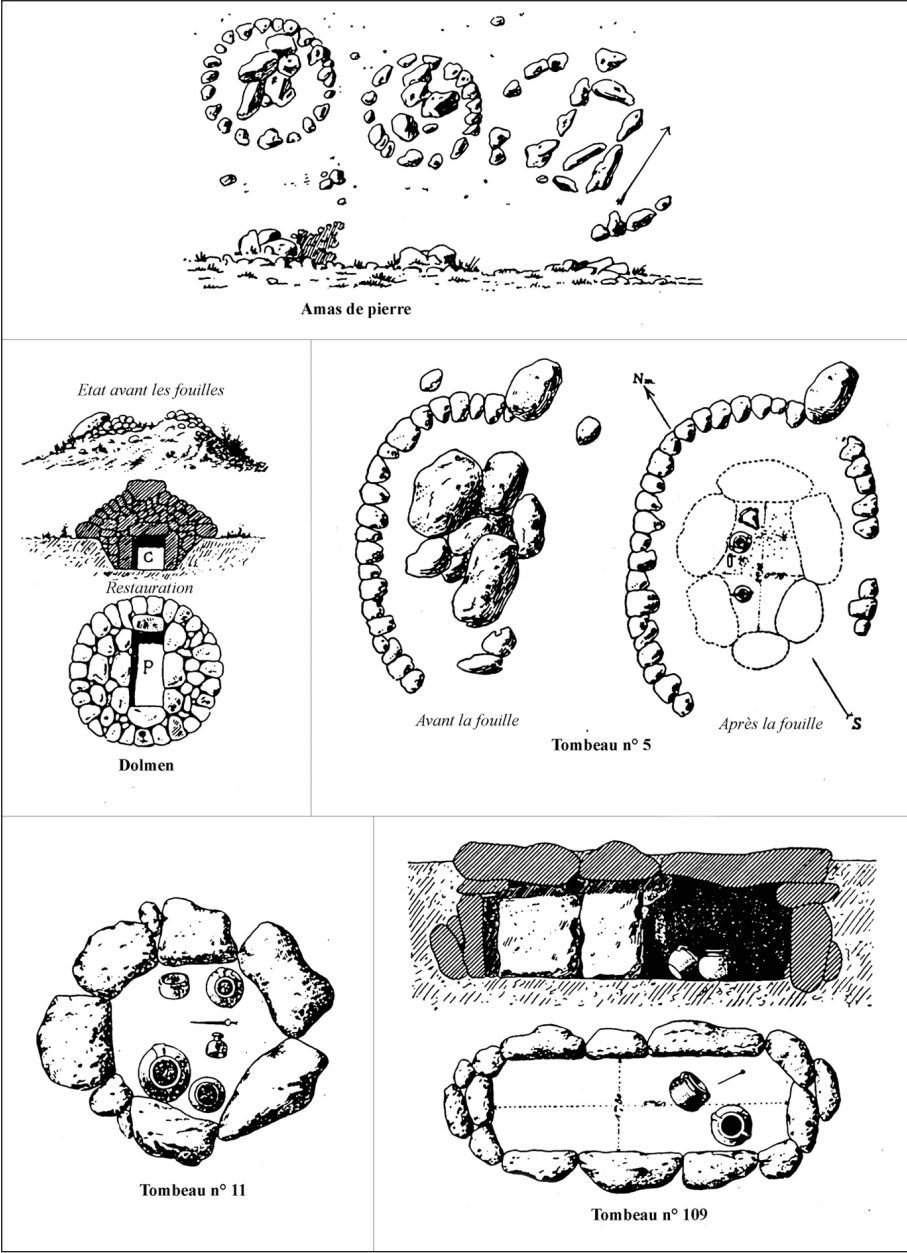 Amas de pierre
Etat avant les fouilles
C
Restauration
P
Dolmen
Nm.
S
Avant la fouille
Après la fouille
Tombeau n° 5
Tombeau n° 11
Tombeau n° 109